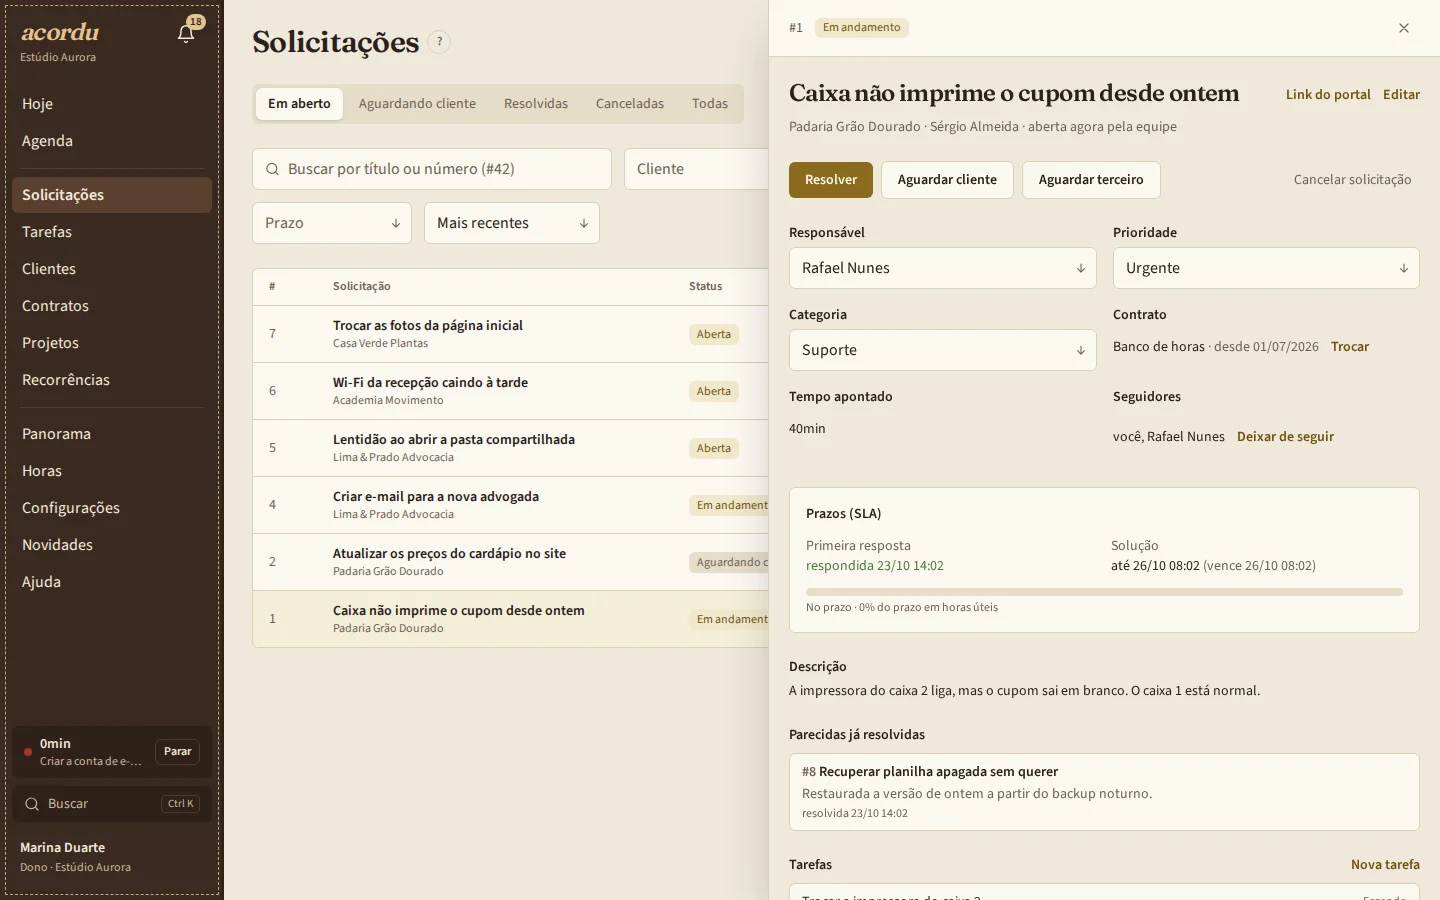 acordu
18
Estúdio Aurora
Hoje
Agenda
Solicitações
Tarefas
Clientes
Contratos
Projetos
Recorrências
Panorama
Horas
Configurações
Novidades
Ajuda
0min
Criar a conta de e-…
Parar
Buscar
Ctrl K
Marina Duarte
Dono · Estúdio Aurora
Solicitações ?
Em aberto Aguardando cliente Resolvidas Canceladas Todas
Buscar por título ou número (#42) Cliente
Prazo Mais recentes
# Solicitação Status
7 Trocar as fotos da página inicial Aberta
Casa Verde Plantas
6 Wi-Fi da recepção caindo à tarde Aberta
Academia Movimento
5 Lentidão ao abrir a pasta compartilhada Aberta
Lima & Prado Advocacia
4 Criar e-mail para a nova advogada Em andament
Lima & Prado Advocacia
2 Atualizar os preços do cardápio no site Aguardando c
Padaria Grão Dourado
1 Caixa não imprime o cupom desde ontem Em andament
Padaria Grão Dourado
#1 Em andamento
Caixa não imprime o cupom desde ontem Link do portal Editar
Padaria Grão Dourado · Sérgio Almeida · aberta agora pela equipe
Resolver Aguardar cliente Aguardar terceiro Cancelar solicitação
Responsável Prioridade
Rafael Nunes Urgente
Categoria Contrato
Suporte Banco de horas · desde 01/07/2026 Trocar
Tempo apontado Seguidores
40min você, Rafael Nunes Deixar de seguir
Prazos (SLA)
Primeira resposta Solução
respondida 23/10 14:02 até 26/10 08:02 (vence 26/10 08:02)
No prazo · 0% do prazo em horas úteis
Descrição
A impressora do caixa 2 liga, mas o cupom sai em branco. O caixa 1 está normal.
Parecidas já resolvidas
#8 Recuperar planilha apagada sem querer
Restaurada a versão de ontem a partir do backup noturno.
resolvida 23/10 14:02
Tarefas Nova tarefa